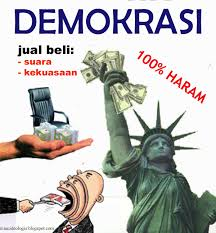 DEMOKRASI
jual beli:
- suara
- kekuasaan
100% HARAM